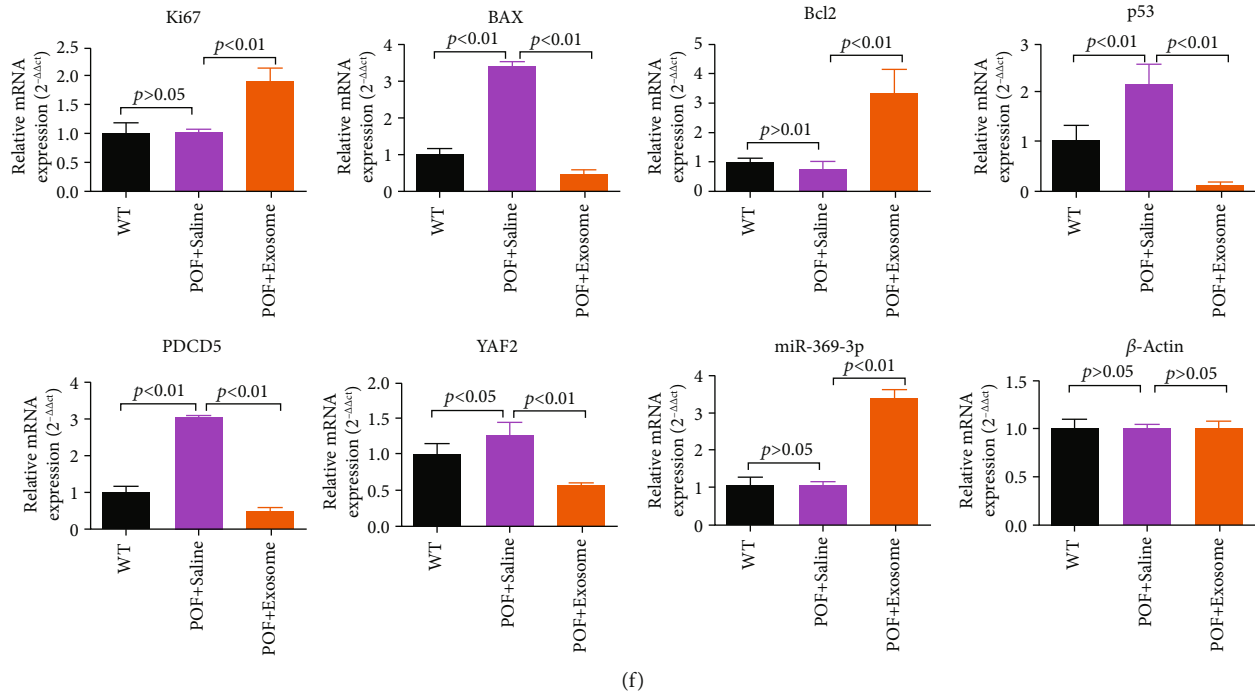 Ki67
Relative mRNA
expression (2−ΔΔct)
2.5
2.0
1.5
1.0
0.5
0.0
p<0.01
p>0.05
WT
POF+Saline
POF+Exosome
BAX
Relative mRNA
expression (2−ΔΔct)
4
3
2
1
0
p<0.01
p<0.01
WT
POF+Saline
POF+Exosome
Bcl2
Relative mRNA
expression (2−ΔΔct)
5
4
3
2
1
0
p<0.01
p>0.01
WT
POF+Saline
POF+Exosome
p53
Relative mRNA
expression (2−ΔΔct)
3
2
1
0
p<0.01
p<0.01
WT
POF+Saline
POF+Exosome
PDCD5
Relative mRNA
expression (2−ΔΔct)
4
3
2
1
0
p<0.01
p<0.01
WT
POF+Saline
POF+Exosome
YAF2
Relative mRNA
expression (2−ΔΔct)
2.0
1.5
1.0
0.5
0.0
p<0.05
p<0.01
WT
POF+Saline
POF+Exosome
miR-369-3p
Relative mRNA
expression (2−ΔΔct)
4
3
2
1
0
p<0.01
p>0.05
WT
POF+Saline
POF+Exosome
β-Actin
Relative mRNA
expression (2−ΔΔct)
1.5
1.0
0.5
0.0
p>0.05
p>0.05
WT
POF+Saline
POF+Exosome
(f)